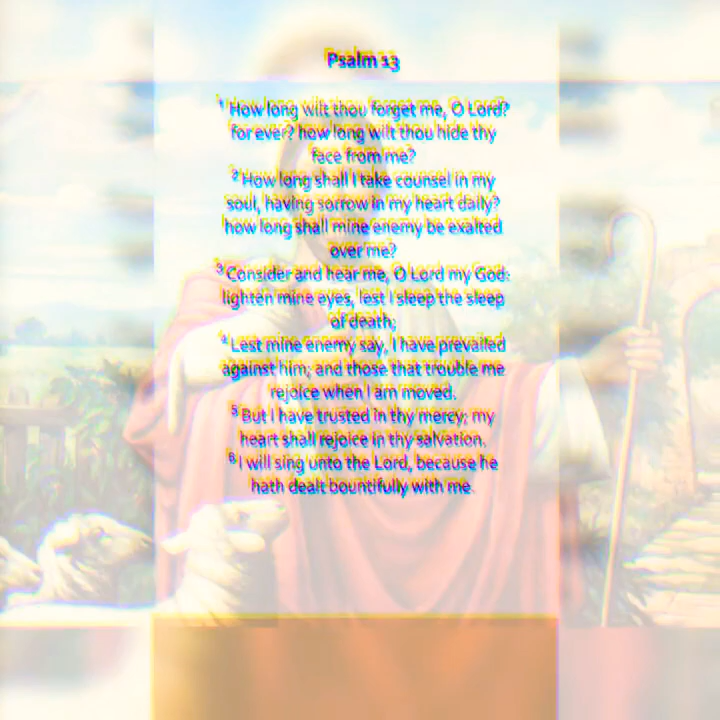 Psalm 13
1 How long wilt thou forget me, O Lord?
for ever? how long wilt thou hide thy
face from me?
2 How long shall I take counsel in my
soul, having sorrow in my heart daily?
how long shall mine enemy be exalted
over me?
3 Consider and hear me, O Lord my God:
lighten mine eyes, lest I sleep the sleep
of death;
4 Lest mine enemy say, I have prevailed
against him; and those that trouble me
rejoice when I am moved.
5 But I have trusted in thy mercy; my
heart shall rejoice in thy salvation.
6 I will sing unto the Lord, because he
hath dealt bountifully with me.